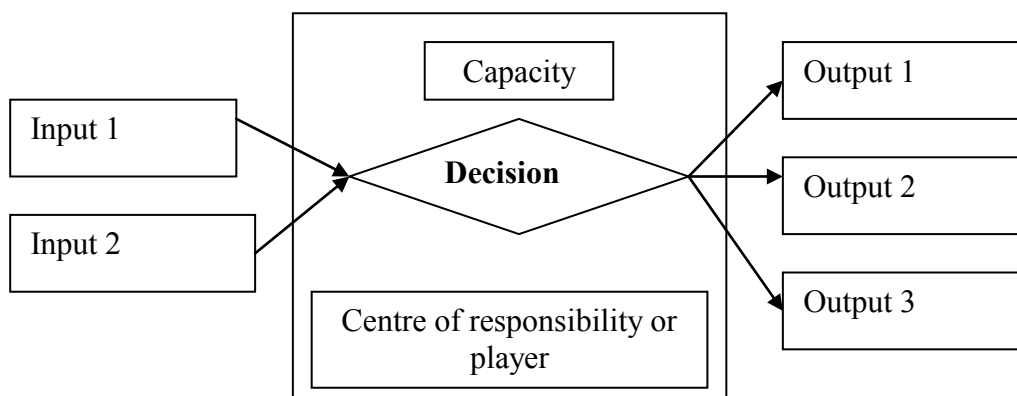 Capacity
Input 1
Input 2
Decision
Centre of responsibility or
player
Output 1
Output 2
Output 3